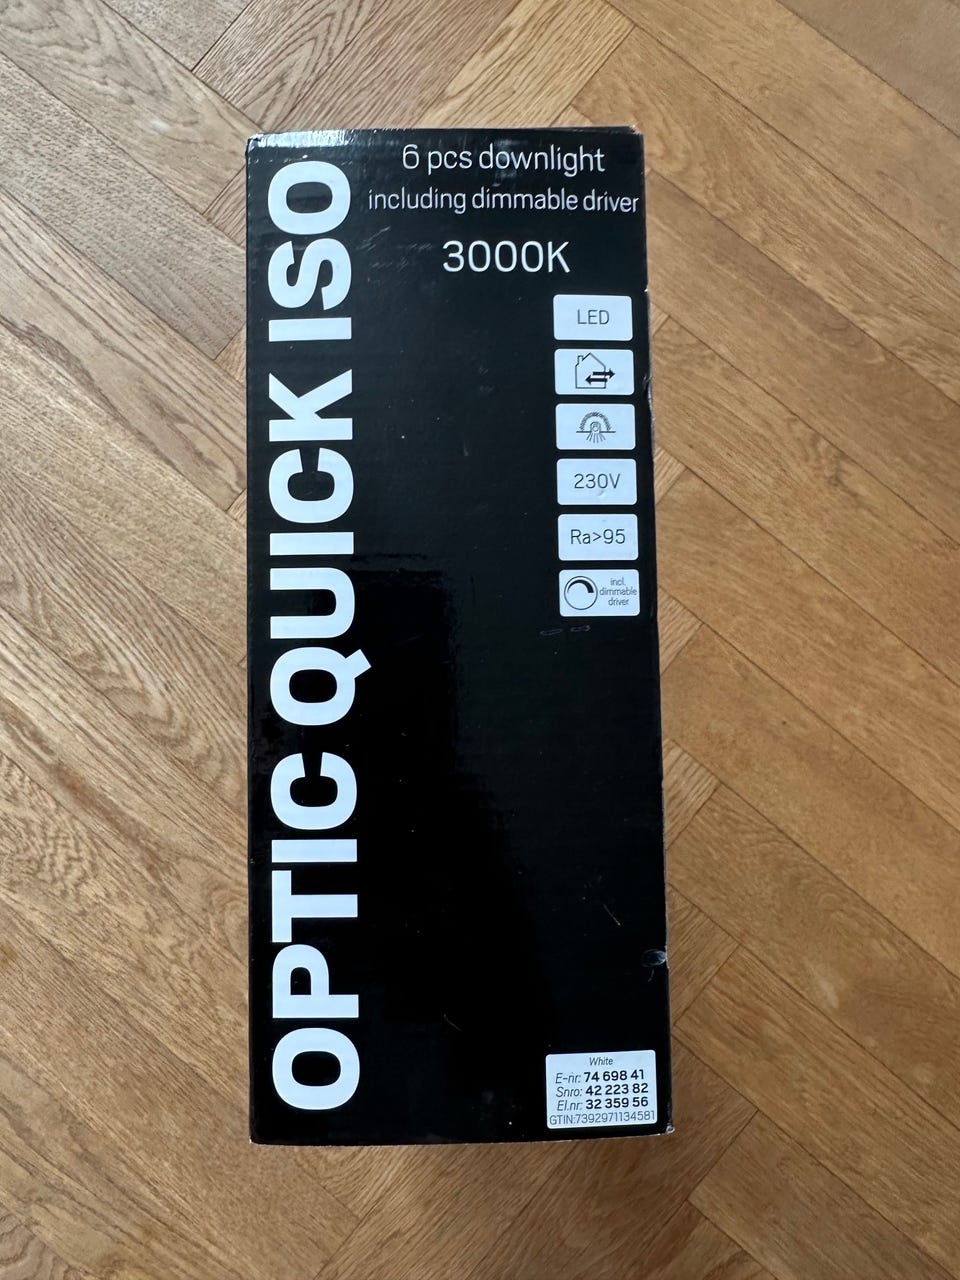 OPTIC QUICK ISO
6 pcs downlight
including dimmable driver
3000K
LED
230V
Ra>95
incl.
dimmable
driver
White
E-nr: 74 698 41
Snro: 42 223 82
El.nr: 32 359 56
GTIN:7392971134581